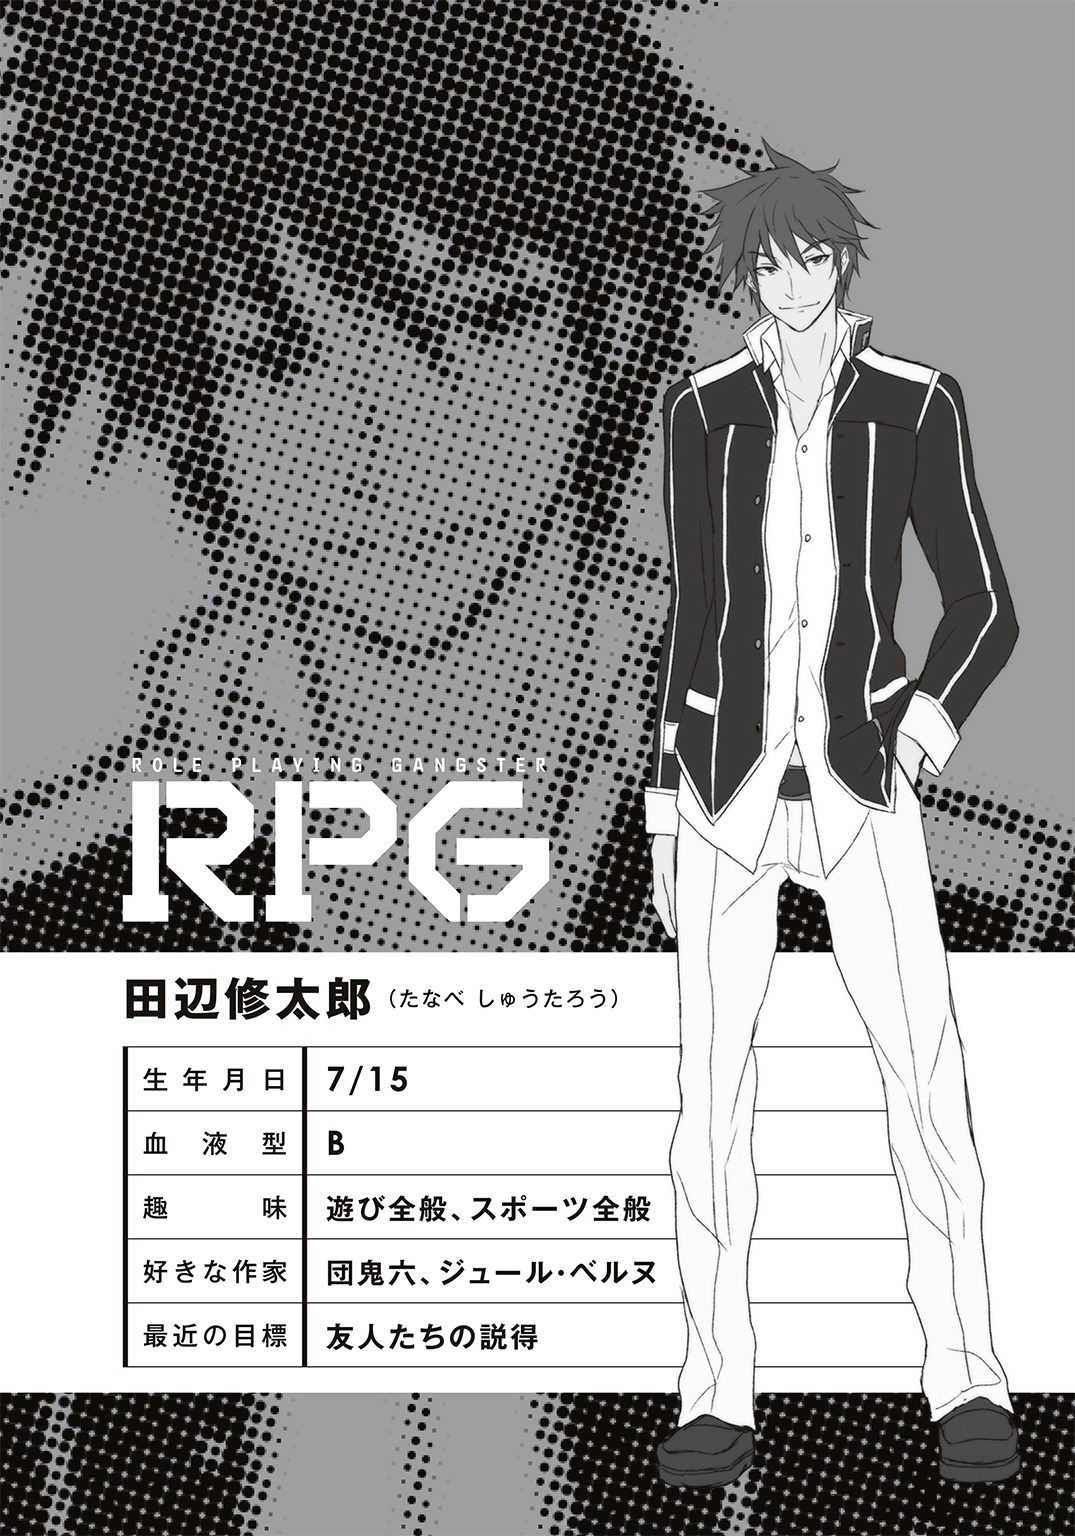 ROLE PLAYING GANGSTER
RPG
田辺修太郎（たなべ しゅうたろう）
生年月日 7/15
血液型 B
趣味 遊び全般、スポーツ全般
好きな作家 団鬼六、ジュール・ベルヌ
最近の目標 友人たちの説得